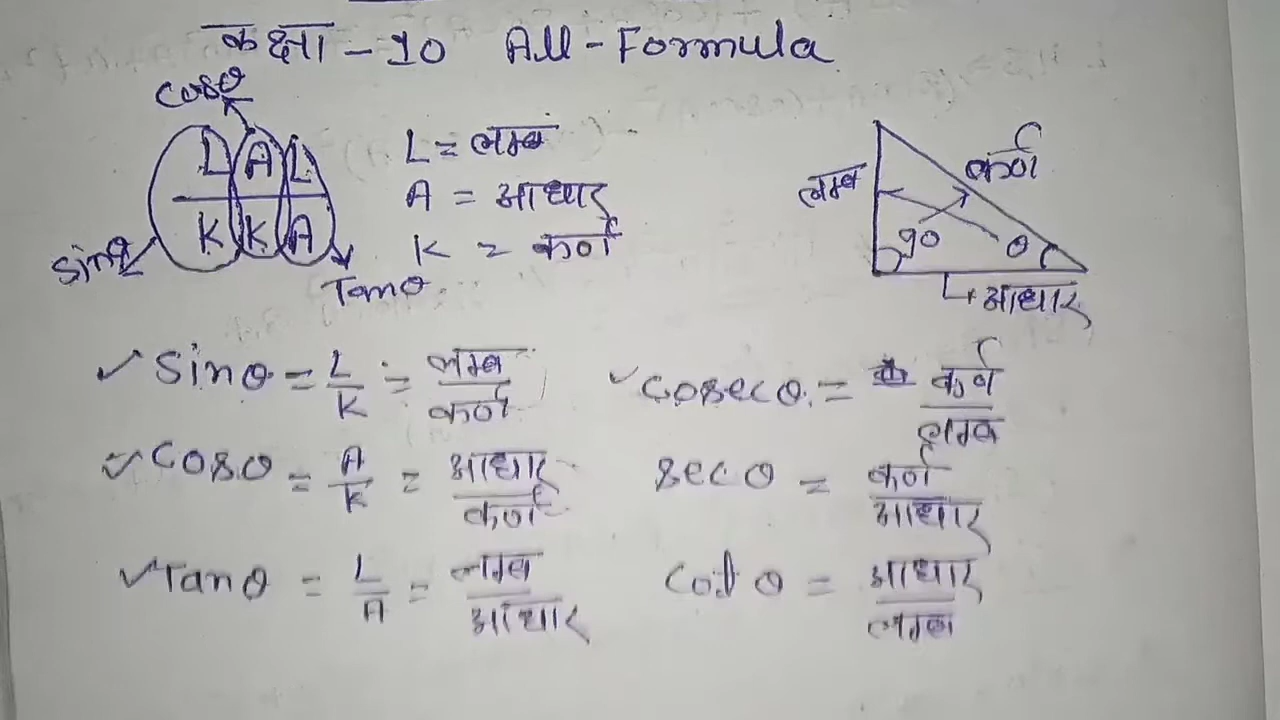 कक्षा - 10 All - Formula
cosθ
L A L
K K A
sinθ
Tanθ
L = लम्ब
A = आधार
K = कर्ण
लम्ब
कर्ण
90 θ
आधार
Sinθ = L/K = लम्ब/कर्ण
Cosθ = A/K = आधार/कर्ण
Tanθ = L/A = लम्ब/आधार
Cosecθ = कर्ण/लम्ब
secθ = कर्ण/आधार
Cotθ = आधार/लम्ब